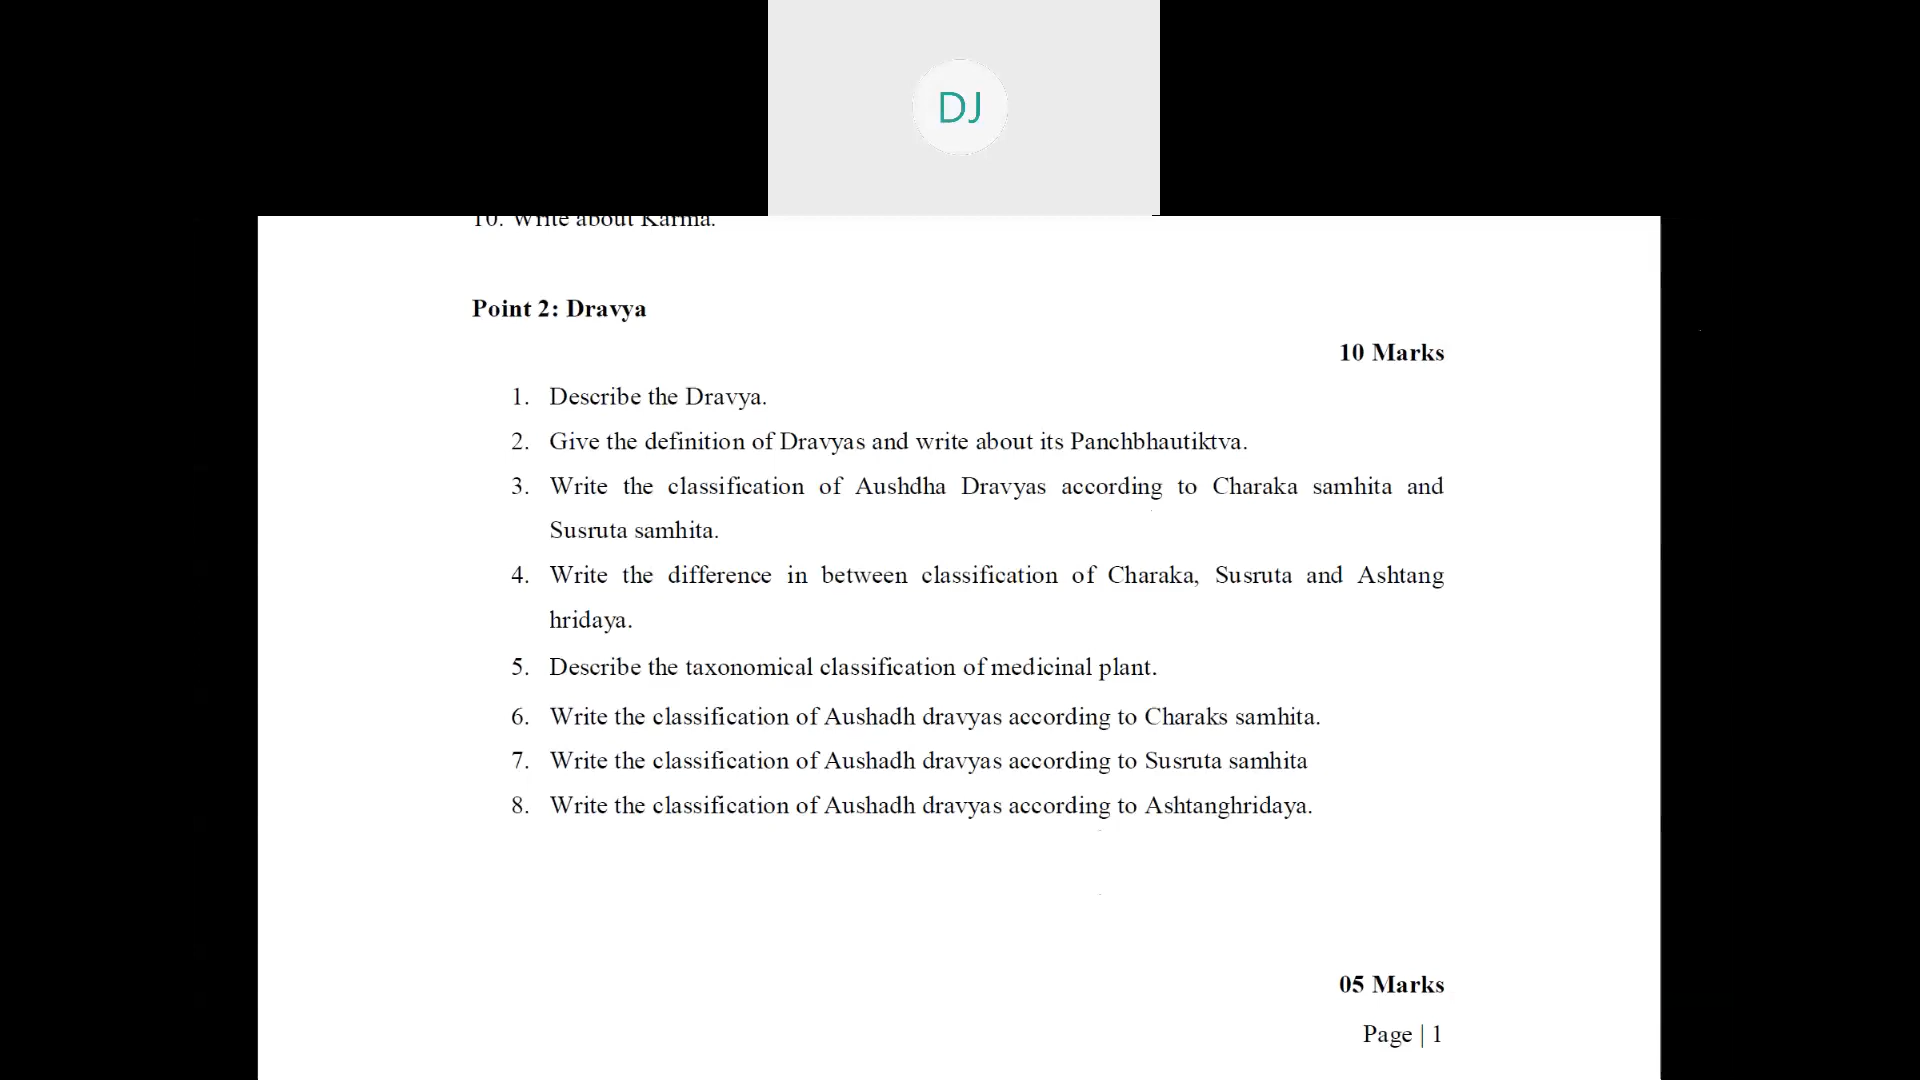 DJ
10. Write about Karma.
Point 2: Dravya
10 Marks
1. Describe the Dravya.
2. Give the definition of Dravyas and write about its Panchbhautiktva.
3. Write the classification of Aushdha Dravyas according to Charaka samhita and
Susruta samhita.
4. Write the difference in between classification of Charaka, Susruta and Ashtang
hridaya.
5. Describe the taxonomical classification of medicinal plant.
6. Write the classification of Aushadh dravyas according to Charaks samhita.
7. Write the classification of Aushadh dravyas according to Susruta samhita
8. Write the classification of Aushadh dravyas according to Ashtanghridaya.
05 Marks
Page | 1